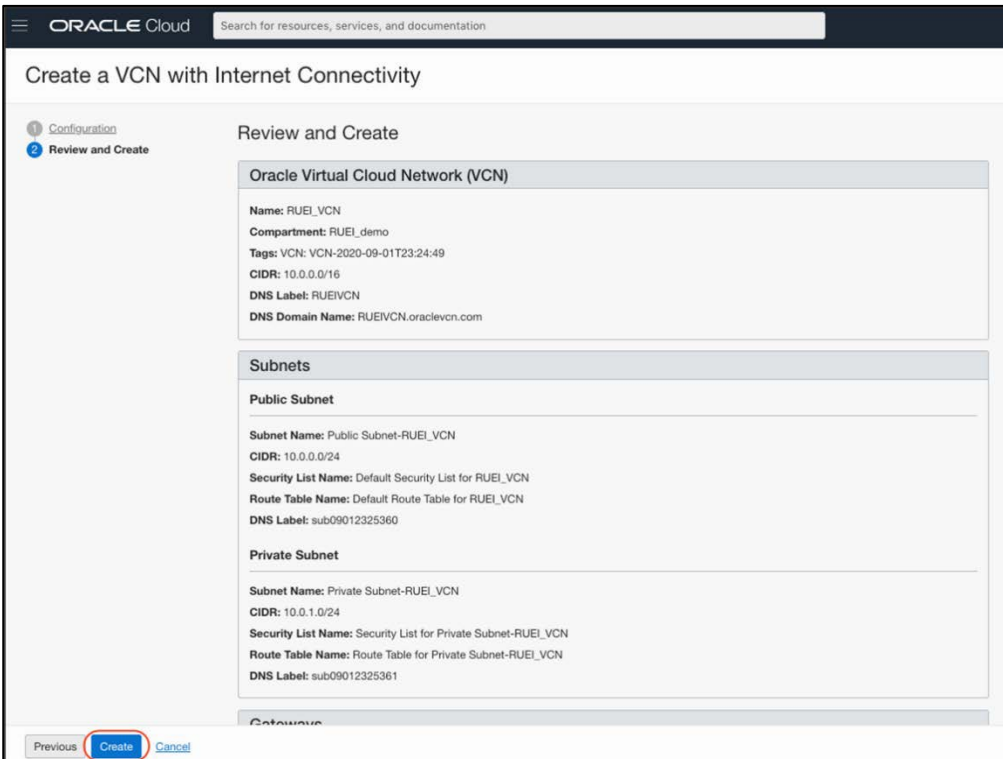 ORACLE Cloud
Search for resources, services, and documentation
Create a VCN with Internet Connectivity
1 Configuration
2 Review and Create
Review and Create
Oracle Virtual Cloud Network (VCN)
Name: RUEI_VCN
Compartment: RUEI_demo
Tags: VCN: VCN-2020-09-01T23:24:49
CIDR: 10.0.0.0/16
DNS Label: RUEIVCN
DNS Domain Name: RUEIVCN.oraclevcn.com
Subnets
Public Subnet
Subnet Name: Public Subnet-RUEI_VCN
CIDR: 10.0.0.0/24
Security List Name: Default Security List for RUEI_VCN
Route Table Name: Default Route Table for RUEI_VCN
DNS Label: sub09012325360
Private Subnet
Subnet Name: Private Subnet-RUEI_VCN
CIDR: 10.0.1.0/24
Security List Name: Security List for Private Subnet-RUEI_VCN
Route Table Name: Route Table for Private Subnet-RUEI_VCN
DNS Label: sub09012325361
Gateways
Previous Create Cancel